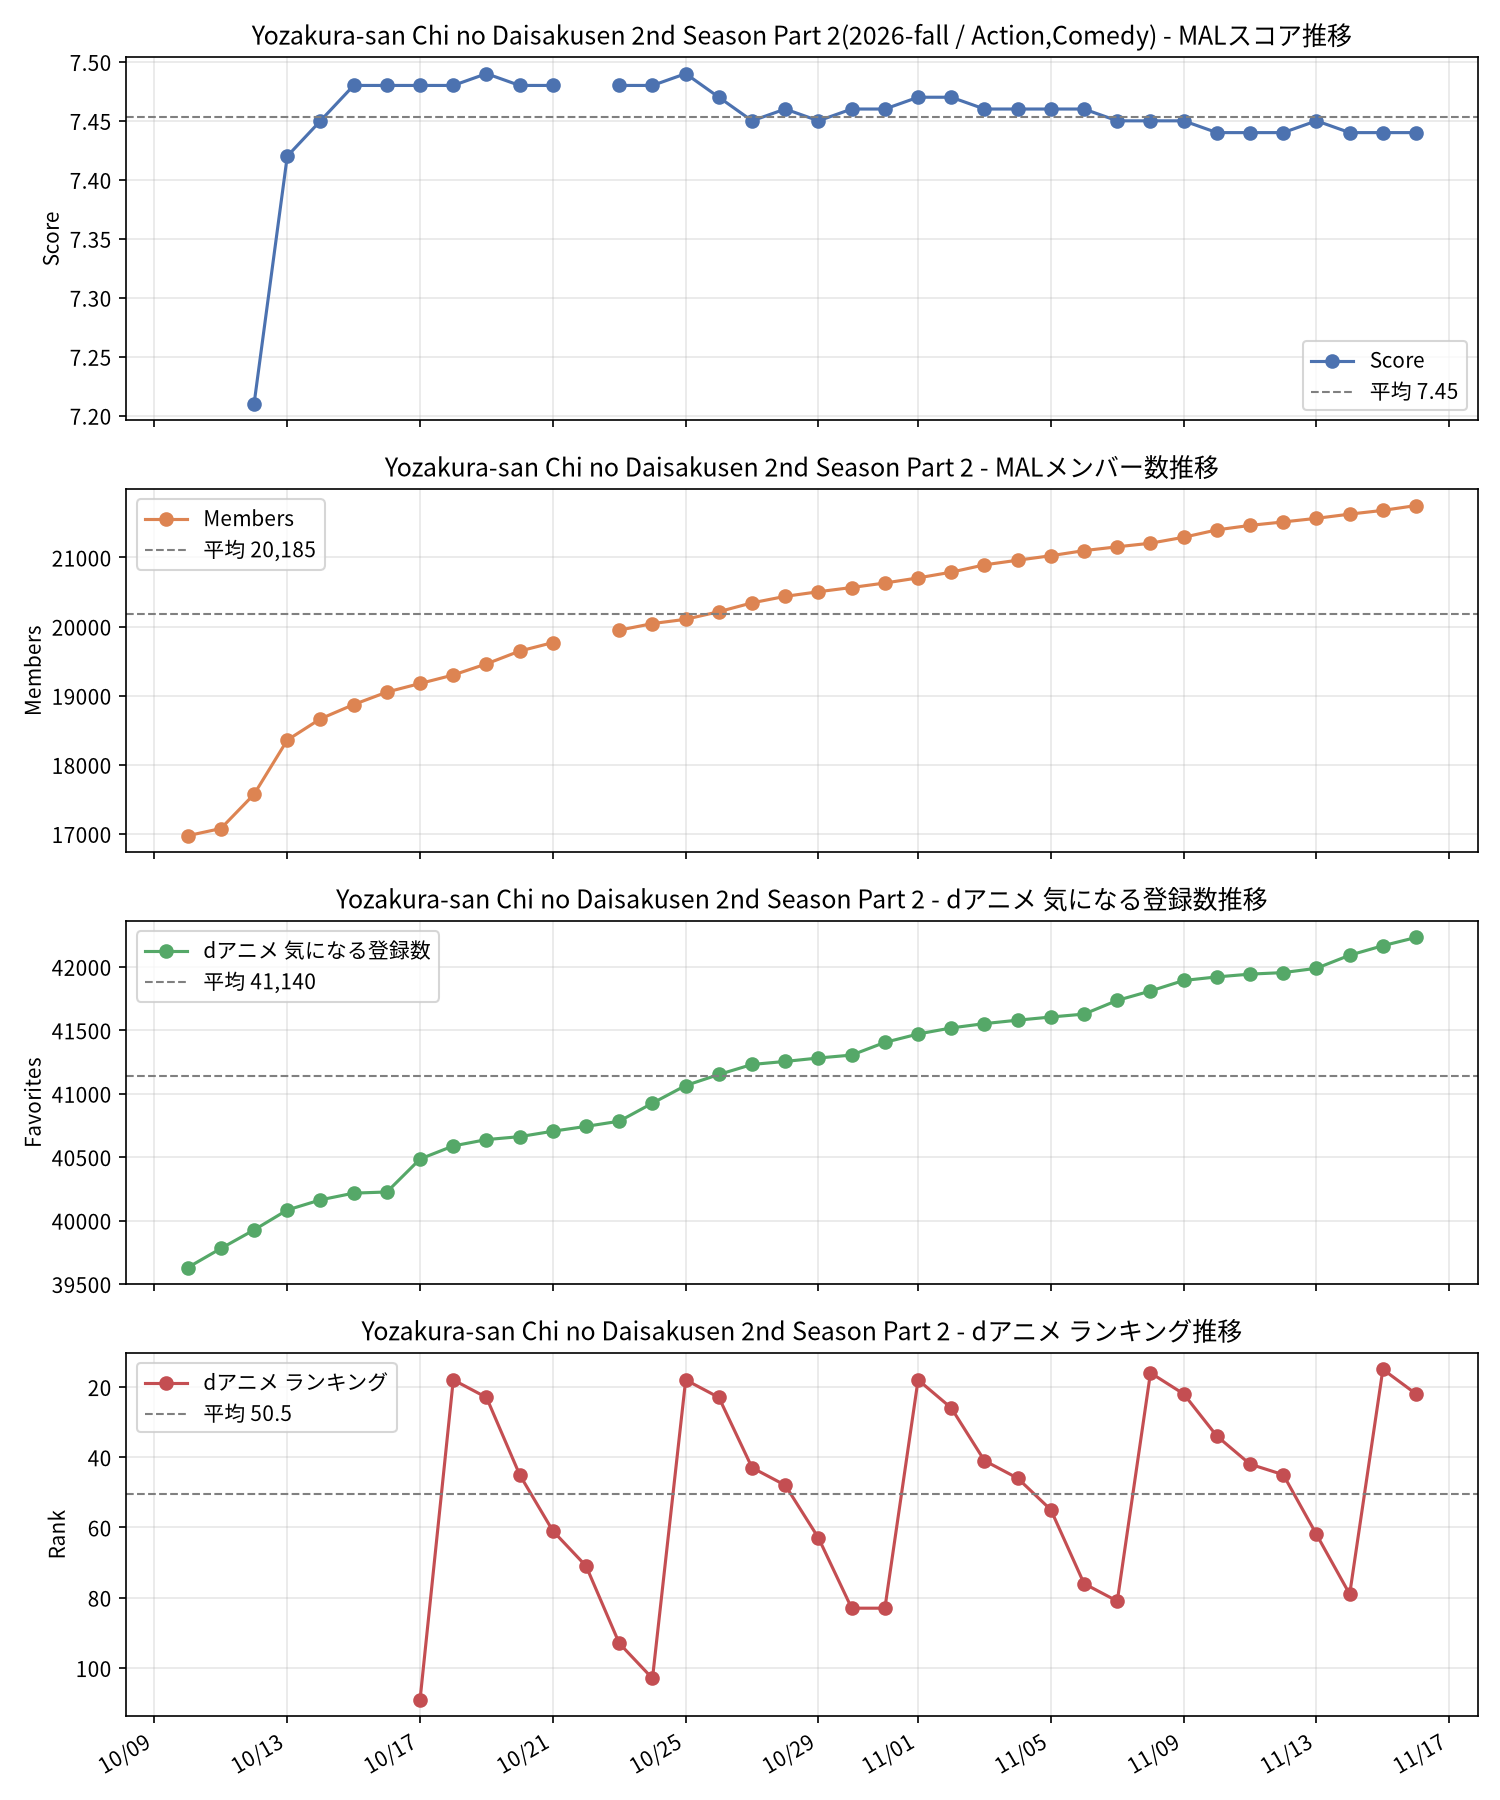 Yozakura-san Chi no Daisakusen 2nd Season Part 2(2026-fall / Action,Comedy) - MALスコア推移
7.50
7.45
7.40
7.35
7.30
7.25
7.20
Score
Score
平均 7.45
Yozakura-san Chi no Daisakusen 2nd Season Part 2 - MALメンバー数推移
Members
平均 20,185
21000
20000
19000
18000
17000
Members
Yozakura-san Chi no Daisakusen 2nd Season Part 2 - dアニメ 気になる登録数推移
dアニメ 気になる登録数
平均 41,140
42000
41500
41000
40500
40000
39500
Favorites
Yozakura-san Chi no Daisakusen 2nd Season Part 2 - dアニメ ランキング推移
dアニメ ランキング
平均 50.5
20
40
60
80
100
Rank
10/09
10/13
10/17
10/21
10/25
10/29
11/01
11/05
11/09
11/13
11/17